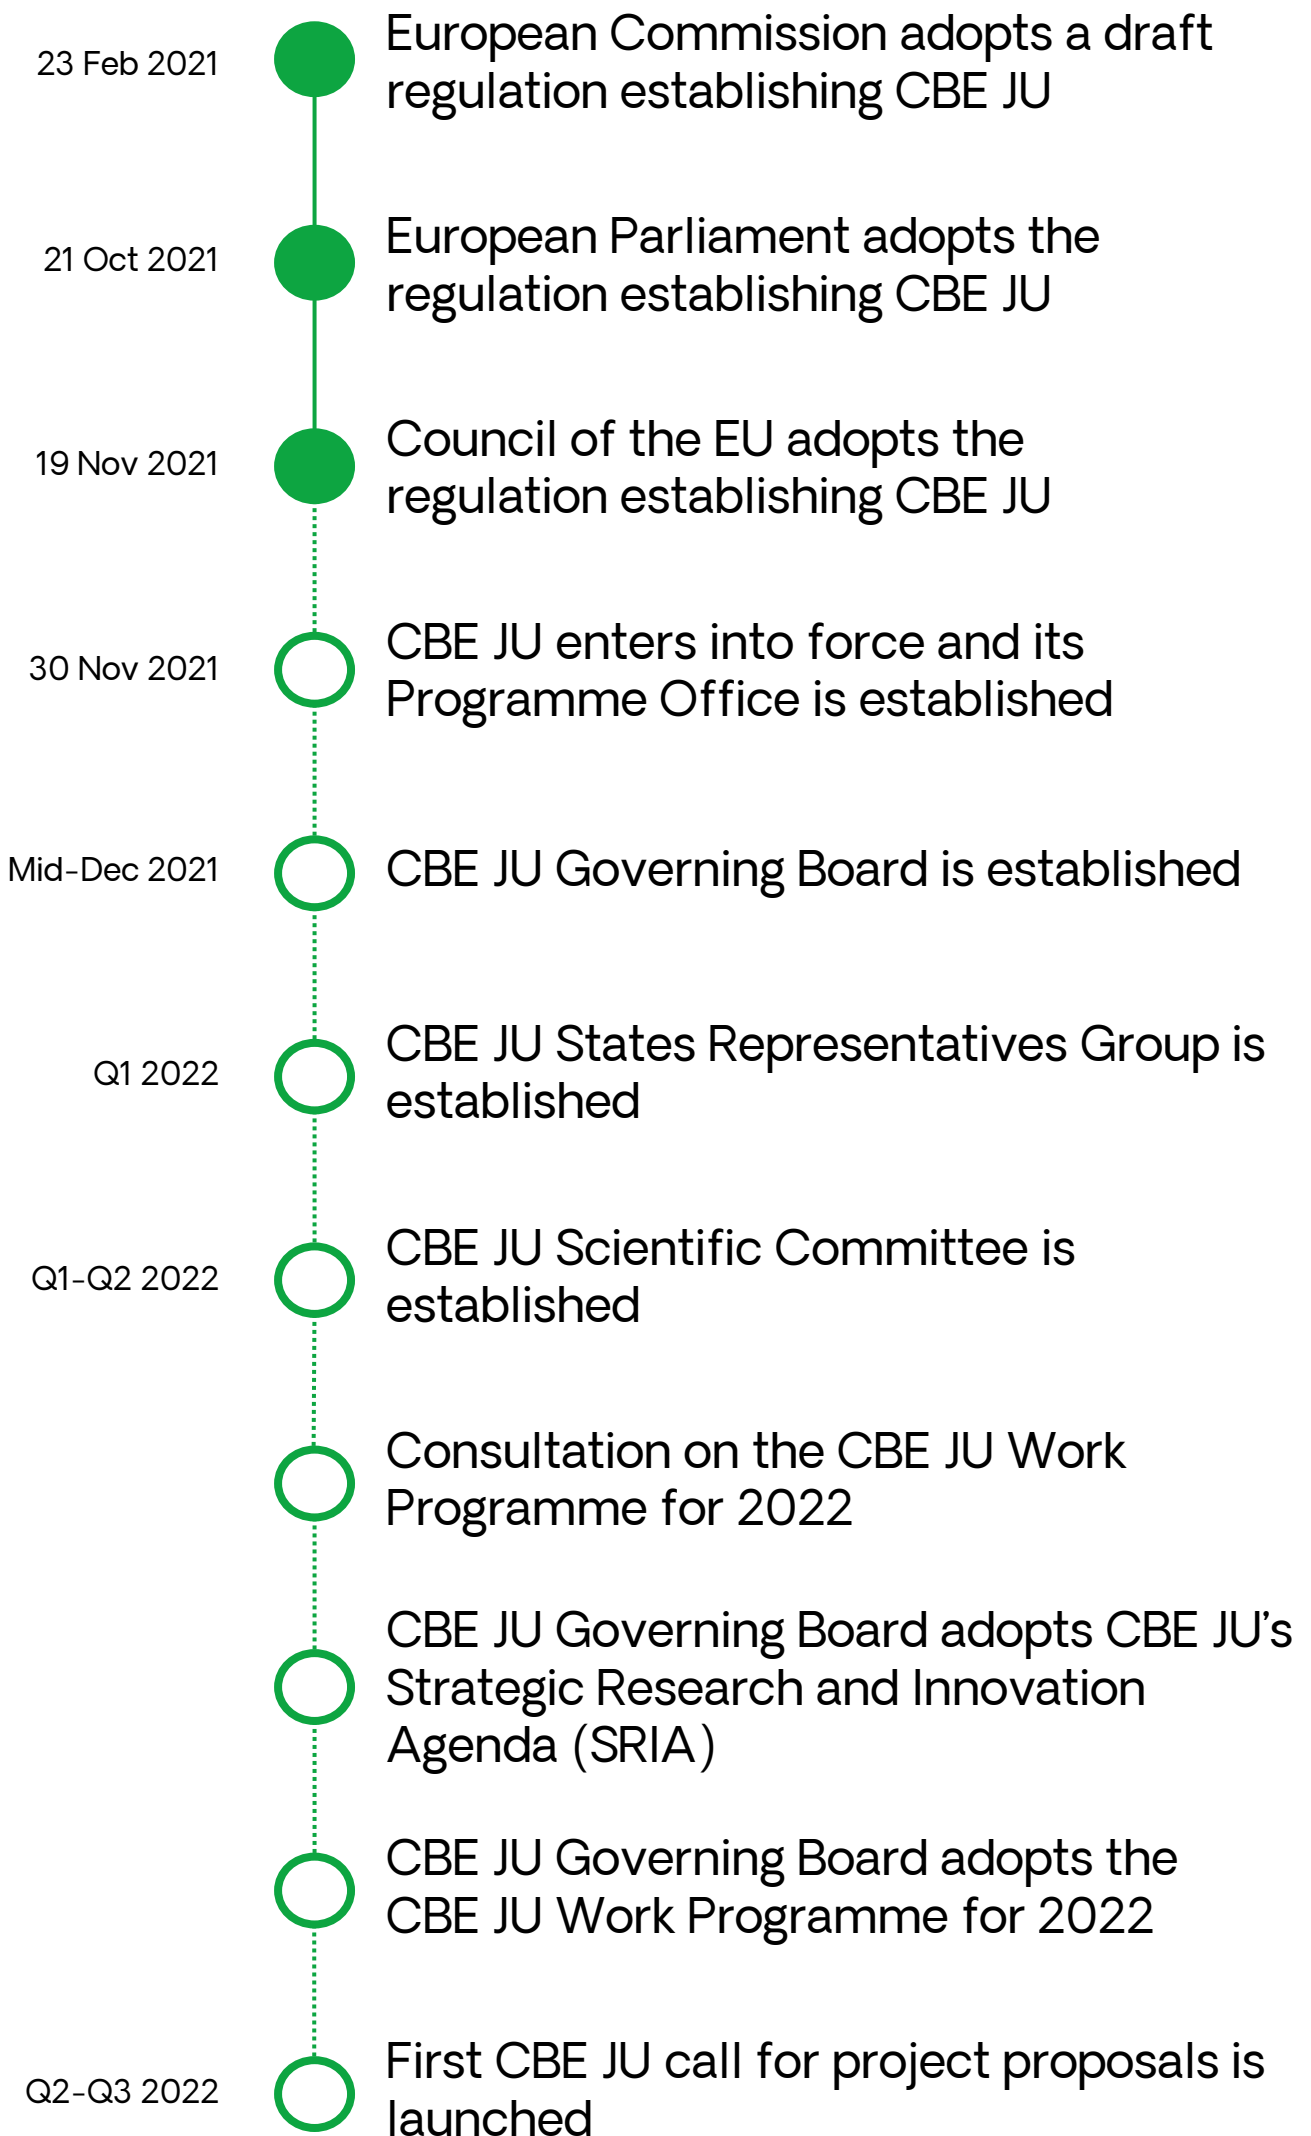 23 Feb 2021
European Commission adopts a draft
regulation establishing CBE JU
21 Oct 2021
European Parliament adopts the
regulation establishing CBE JU
19 Nov 2021
Council of the EU adopts the
regulation establishing CBE JU
30 Nov 2021
CBE JU enters into force and its
Programme Office is established
Mid-Dec 2021
CBE JU Governing Board is established
Q1 2022
CBE JU States Representatives Group is
established
Q1-Q2 2022
CBE JU Scientific Committee is
established
Consultation on the CBE JU Work
Programme for 2022
CBE JU Governing Board adopts CBE JU’s
Strategic Research and Innovation
Agenda (SRIA)
CBE JU Governing Board adopts the
CBE JU Work Programme for 2022
Q2-Q3 2022
First CBE JU call for project proposals is
launched